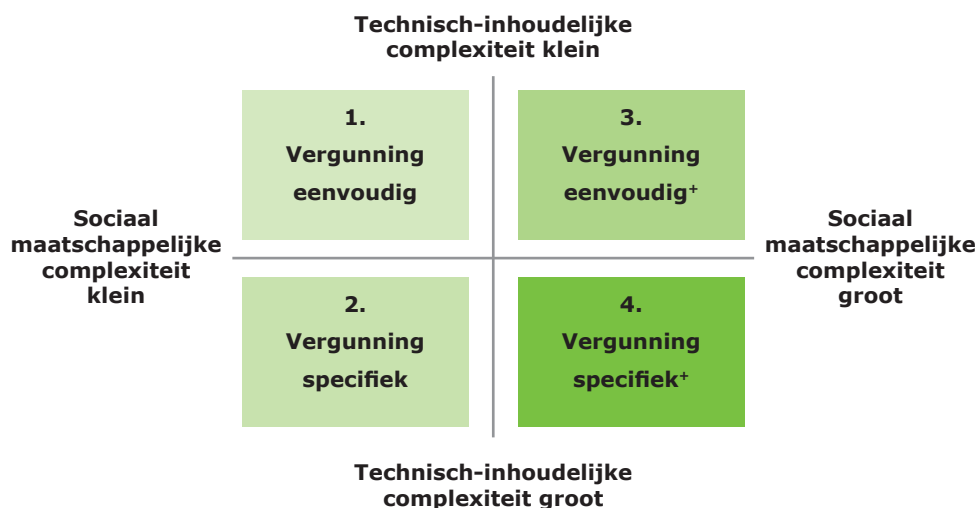 Technisch-inhoudelijke
complexiteit klein
1.
Vergunning
eenvoudig
3.
Vergunning
eenvoudig⁺
Sociaal
maatschappelijke
complexiteit
klein
Sociaal
maatschappelijke
complexiteit
groot
2.
Vergunning
specifiek
4.
Vergunning
specifiek⁺
Technisch-inhoudelijke
complexiteit groot